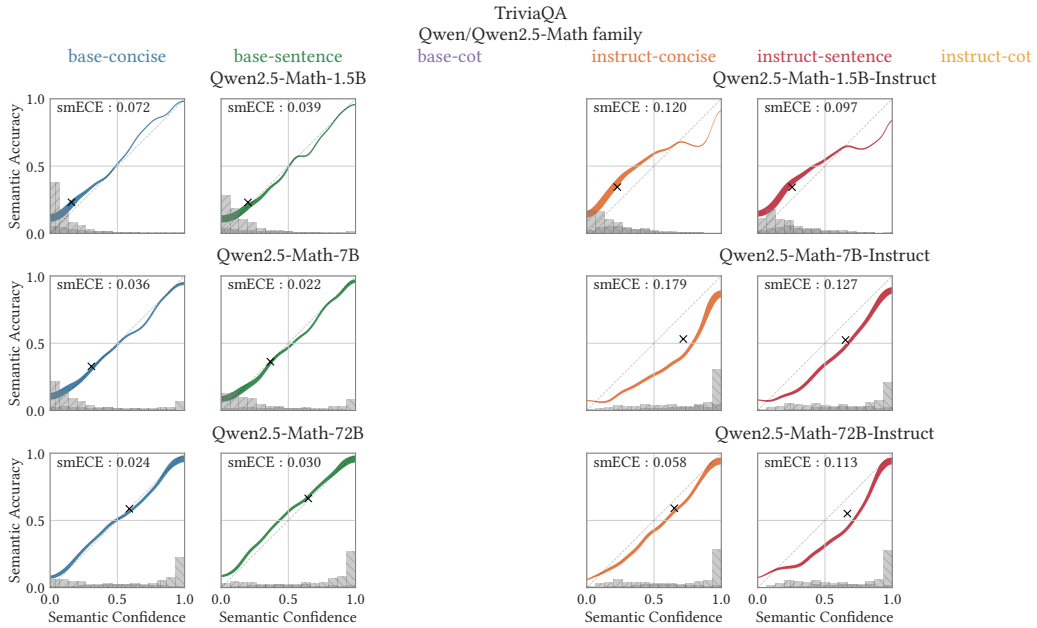 TriviaQA
Qwen/Qwen2.5-Math family
base-concise base-sentence base-cot instruct-concise instruct-sentence instruct-cot
Qwen2.5-Math-1.5B Qwen2.5-Math-1.5B-Instruct
1.0
smECE : 0.072 smECE : 0.039 smECE : 0.120 smECE : 0.097
Semantic Accuracy
0.5
0.0
Qwen2.5-Math-7B Qwen2.5-Math-7B-Instruct
1.0
smECE : 0.036 smECE : 0.022 smECE : 0.179 smECE : 0.127
Semantic Accuracy
0.5
0.0
Qwen2.5-Math-72B Qwen2.5-Math-72B-Instruct
1.0
smECE : 0.024 smECE : 0.030 smECE : 0.058 smECE : 0.113
Semantic Accuracy
0.5
0.0
0.0 0.5 1.0 0.0 0.5 1.0 0.0 0.5 1.0 0.0 0.5 1.0
Semantic Confidence Semantic Confidence Semantic Confidence Semantic Confidence